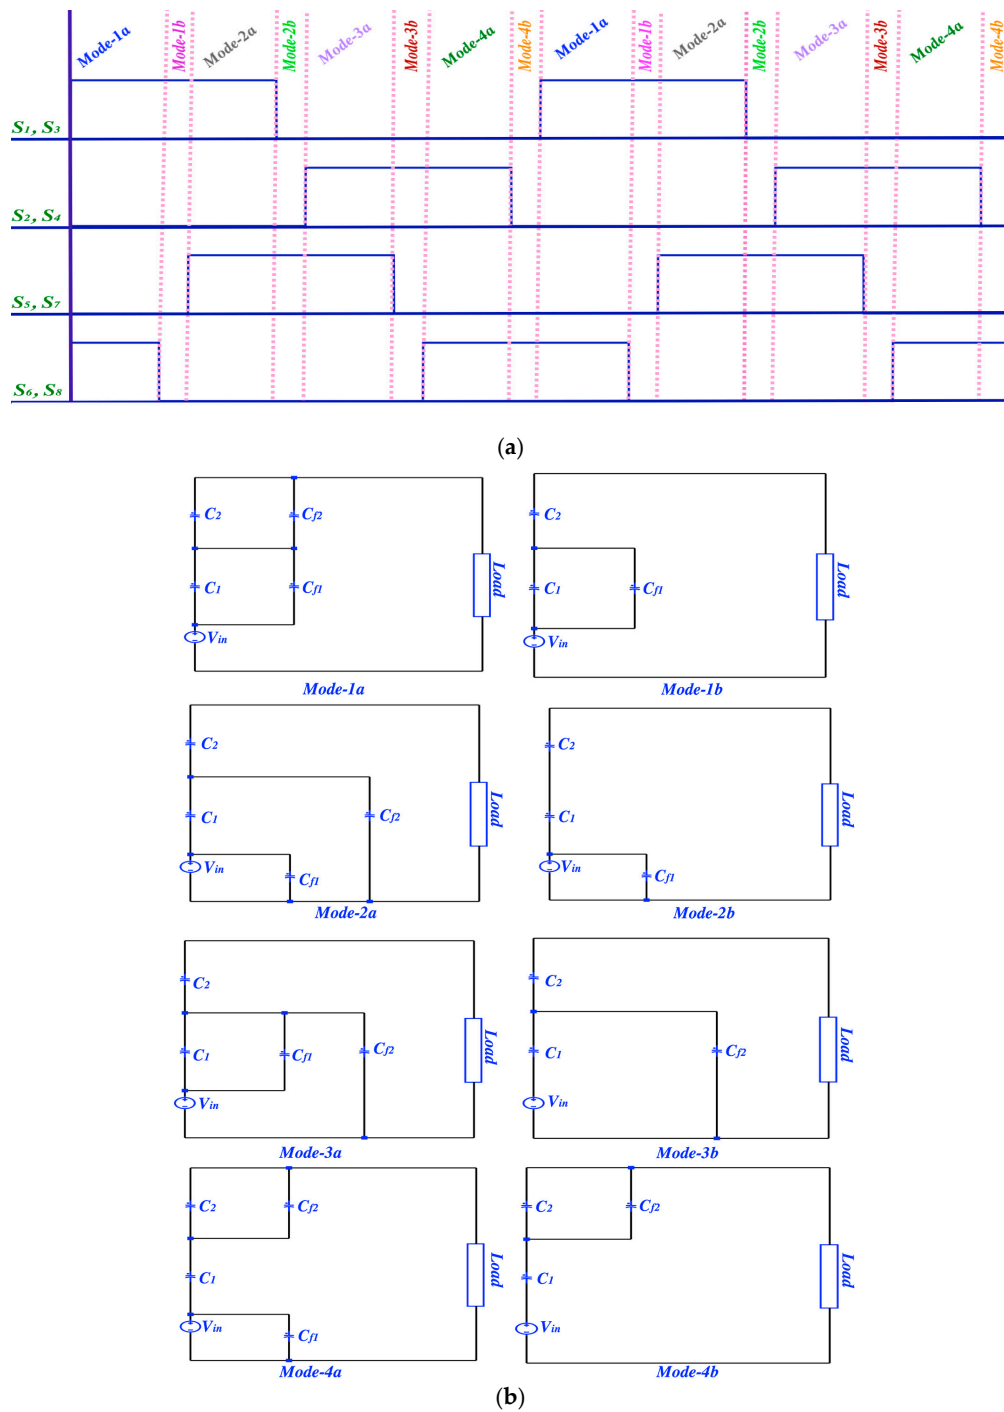 Mode-1a Mode-1b Mode-2a Mode-2b Mode-3a Mode-3b Mode-4a Mode-4b Mode-1a Mode-1b Mode-2a Mode-2b Mode-3a Mode-3b Mode-4a Mode-4b
S1, S3
S2, S4
S5, S7
S6, S8
(a)
C2 Cf2 C2
Load Load
C1 Cf1 C1 Cf1
Vin Vin
Mode-1a Mode-1b
C2 C2
Load Load
C1 Cf2 C1
Vin Cf1 Vin Cf1
Mode-2a Mode-2b
C2 C2
Load Load
C1 Cf1 Cf2 C1 Cf2
Vin Vin
Mode-3a Mode-3b
C2 Cf2 C2 Cf2
Load Load
C1 C1
Vin Cf1 Vin
Mode-4a Mode-4b
(b)